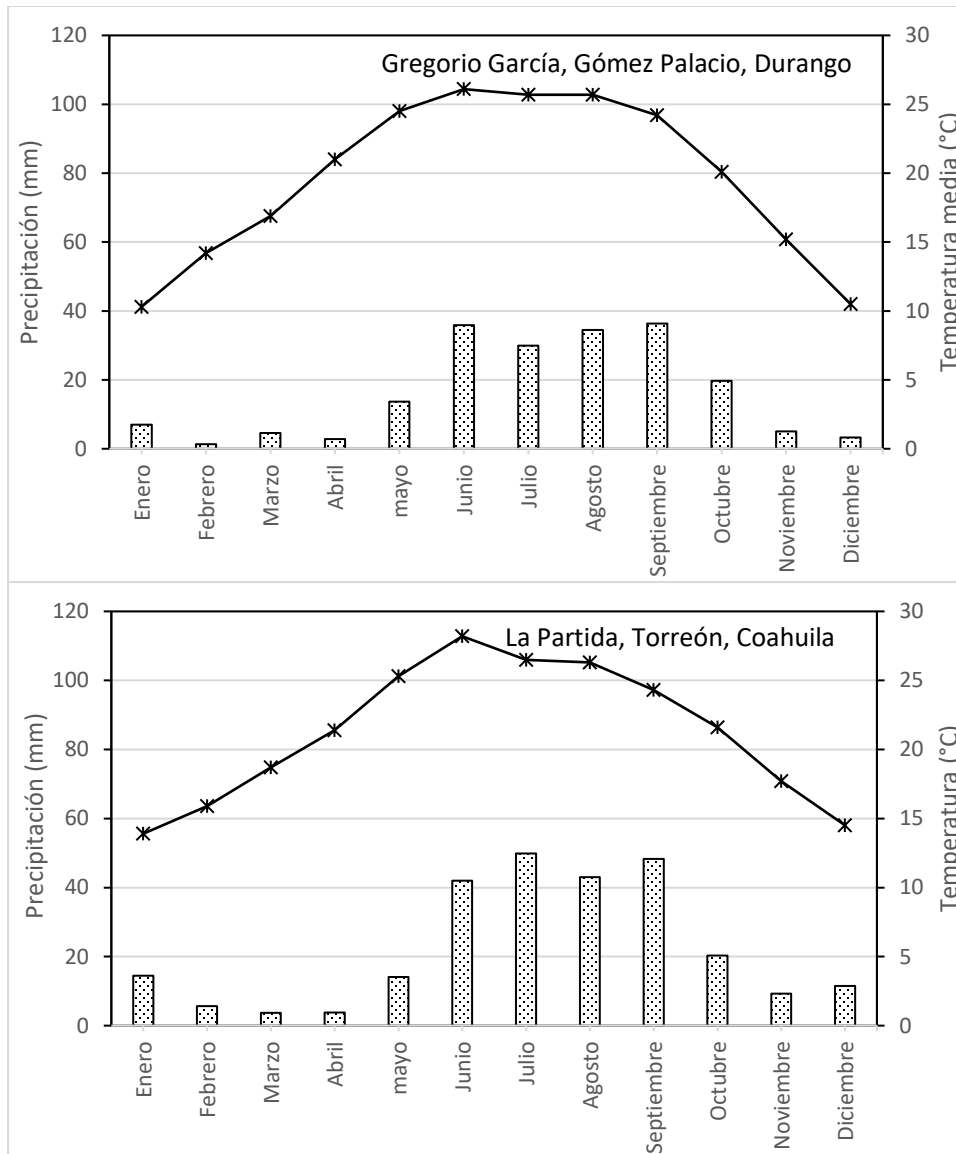 Gregorio García, Gómez Palacio, Durango
Precipitación (mm)
120
100
80
60
40
20
0
30
25
20
15
10
5
0
Temperatura media (°C)
Enero
Febrero
Marzo
Abril
mayo
Junio
Julio
Agosto
Septiembre
Octubre
Noviembre
Diciembre
La Partida, Torreón, Coahuila
Precipitación (mm)
120
100
80
60
40
20
0
30
25
20
15
10
5
0
Temperatura (°C)
Enero
Febrero
Marzo
Abril
mayo
Junio
Julio
Agosto
Septiembre
Octubre
Noviembre
Diciembre